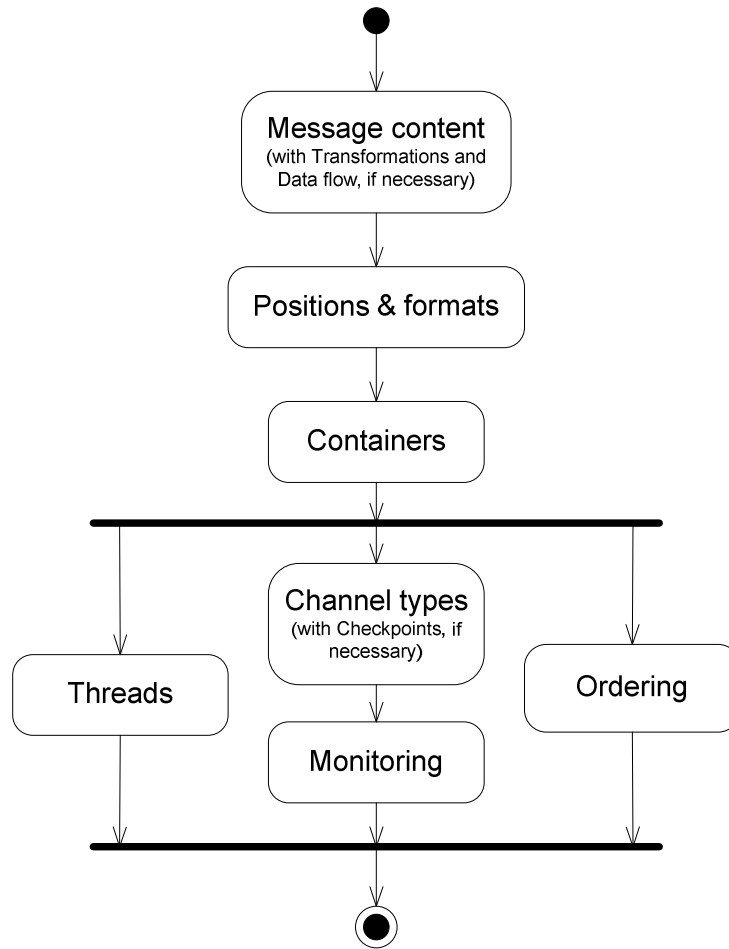 Message content
(with Transformations and
Data flow, if necessary)
Positions & formats
Containers
Channel types
(with Checkpoints, if
necessary)
Threads
Ordering
Monitoring